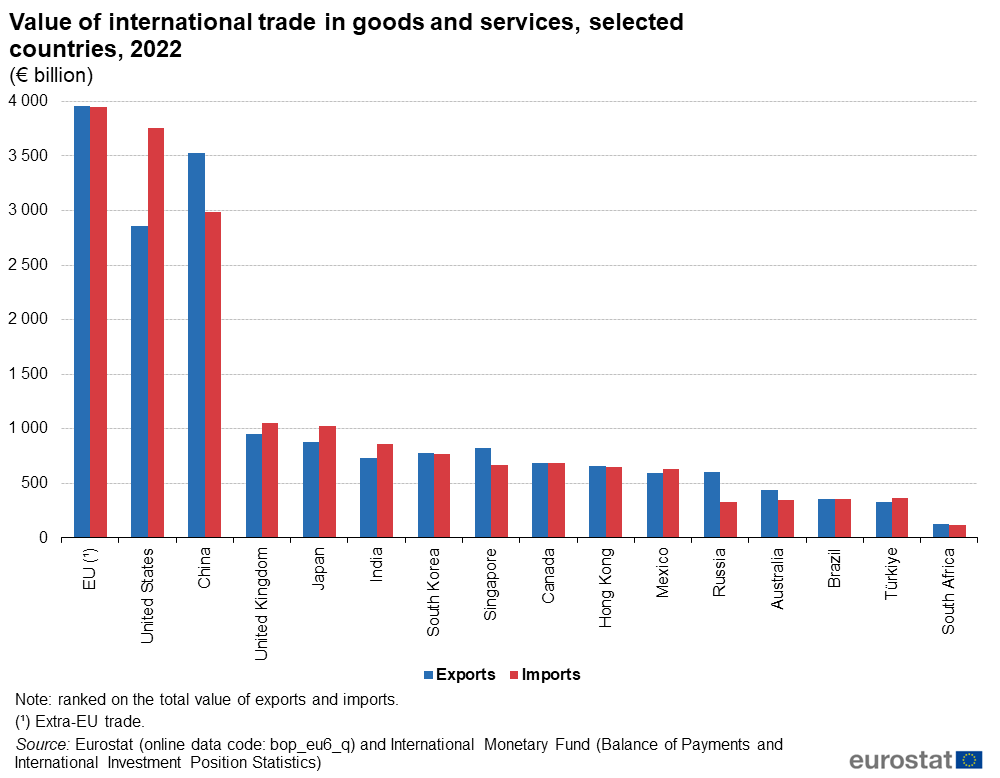 Value of international trade in goods and services, selected
countries, 2022
(€ billion)
4 000
3 500
3 000
2 500
2 000
1 500
1 000
500
0
EU (¹)
United States
China
United Kingdom
Japan
India
South Korea
Singapore
Canada
Hong Kong
Mexico
Russia
Australia
Brazil
Türkiye
South Africa
Exports Imports
Note: ranked on the total value of exports and imports.
(¹) Extra-EU trade.
Source: Eurostat (online data code: bop_eu6_q) and International Monetary Fund (Balance of Payments and
International Investment Position Statistics)
eurostat